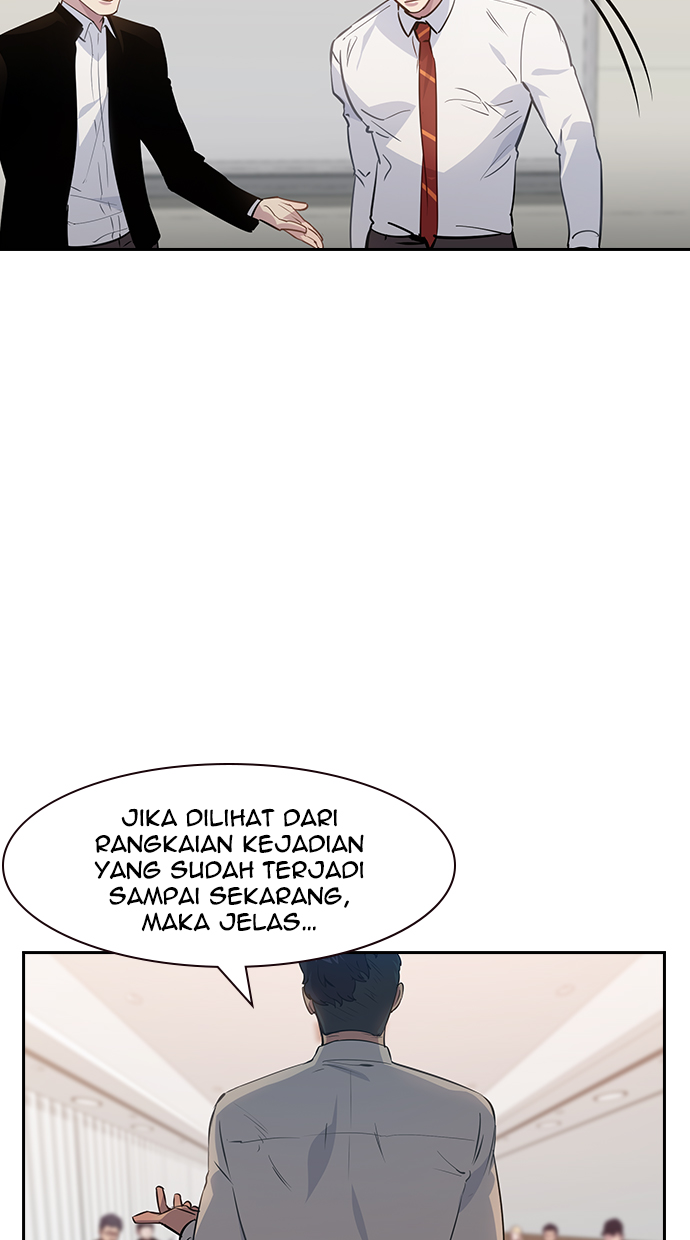 JIKA DILIHAT DARI
RANGKAIAN KEJADIAN
YANG SUDAH TERJADI
SAMPAI SEKARANG,
MAKA JELAS...